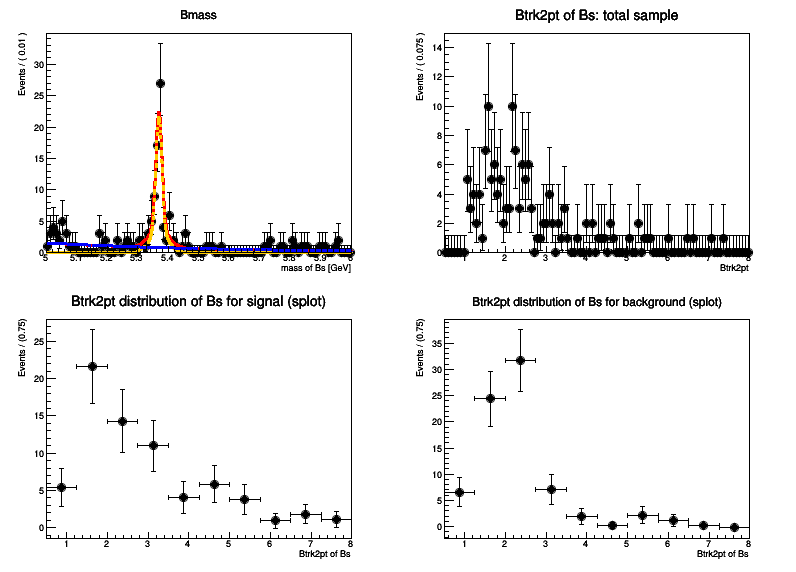 Bmass
Events / ( 0.01 )
30
25
20
15
10
5
0
5 5.1 5.2 5.3 5.4 5.5 5.6 5.7 5.8 5.9 6
mass of Bs [GeV]
Btrk2pt of Bs: total sample
Events / ( 0.075 )
14
12
10
8
6
4
2
0
1 2 3 4 5 6 7 8
Btrk2pt
Btrk2pt distribution of Bs for signal (splot)
Events / (0.75)
25
20
15
10
5
0
1 2 3 4 5 6 7 8
Btrk2pt of Bs
Btrk2pt distribution of Bs for background (splot)
Events / (0.75)
35
30
25
20
15
10
5
0
1 2 3 4 5 6 7 8
Btrk2pt of Bs